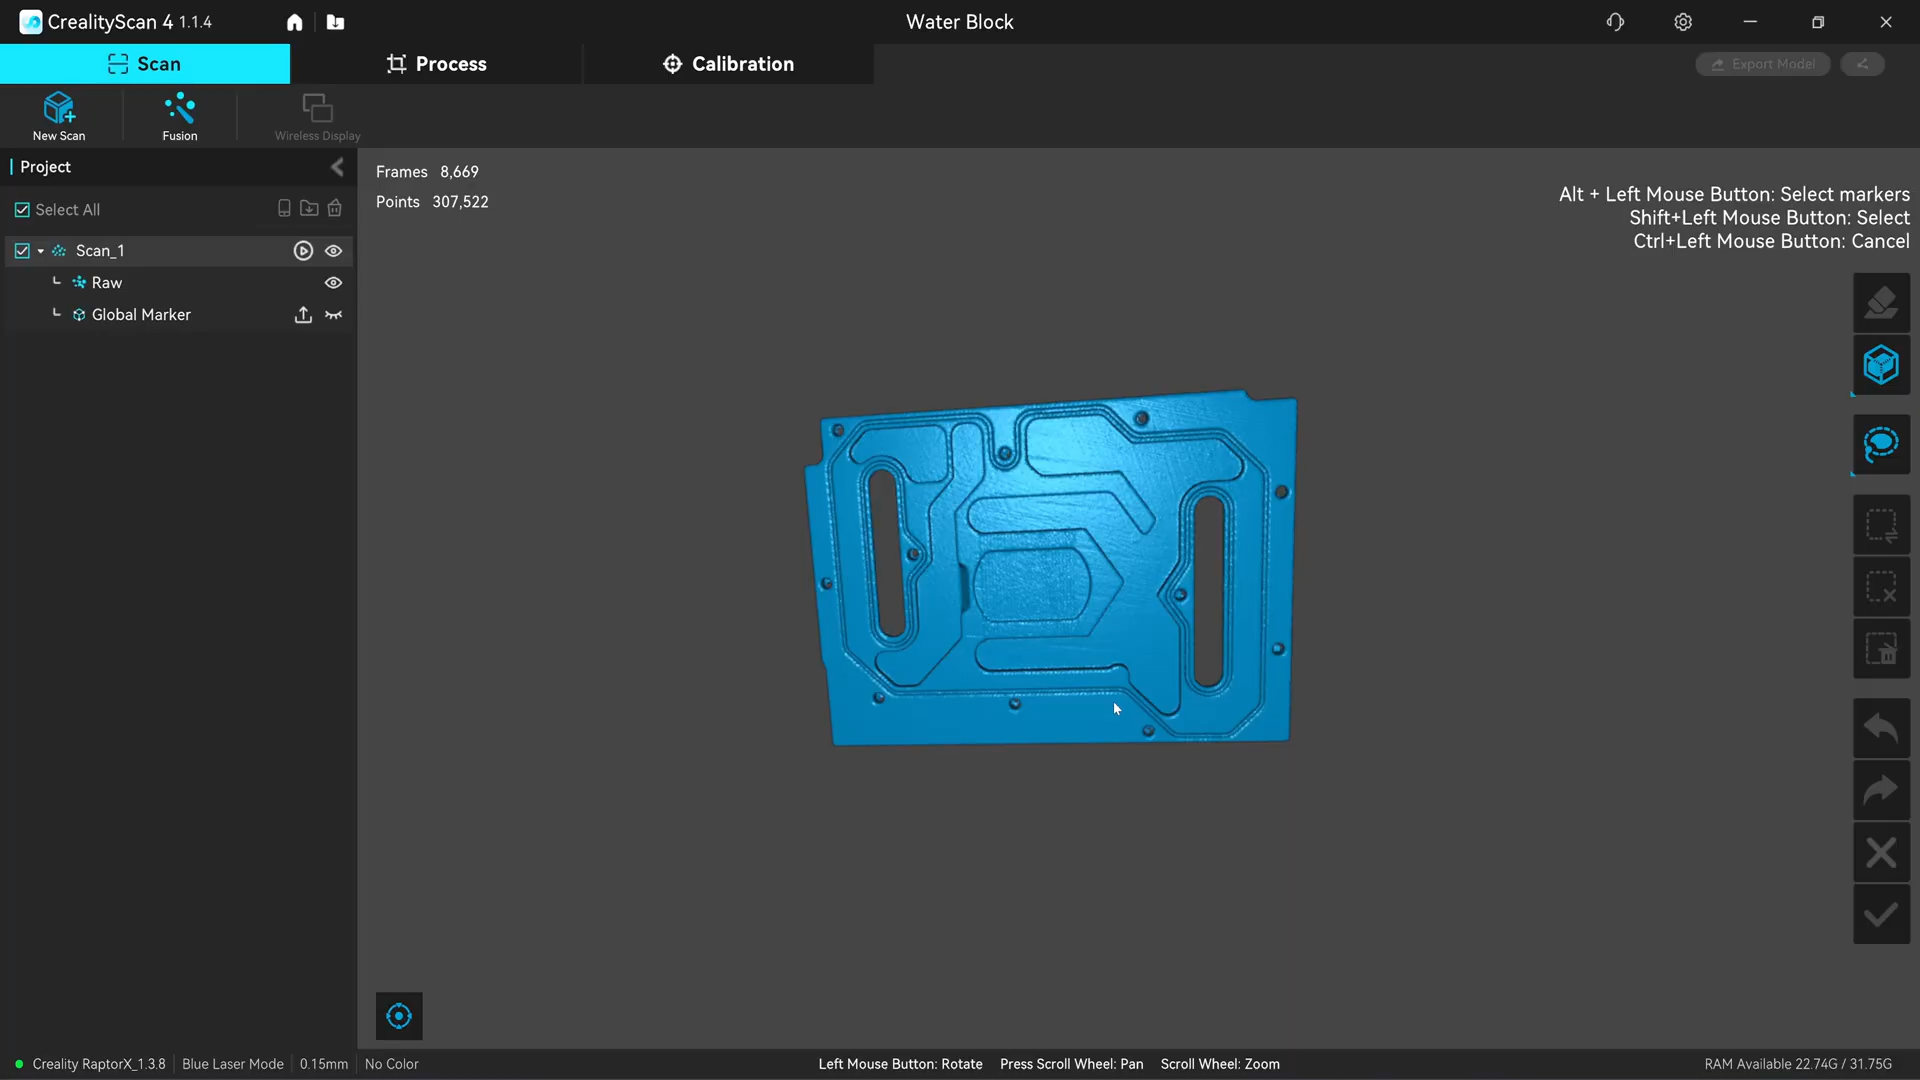 CrealityScan 4 1.1.4
Water Block
Scan
Process
Calibration
Export Model
New Scan
Fusion
Wireless Display
Project
Select All
Scan_1
Raw
Global Marker
Frames 8,669
Points 307,522
Alt + Left Mouse Button: Select markers
Shift+Left Mouse Button: Select
Ctrl+Left Mouse Button: Cancel
Creality RaptorX_1.3.8
Blue Laser Mode
0.15mm
No Color
Left Mouse Button: Rotate Press Scroll Wheel: Pan Scroll Wheel: Zoom
RAM Available 22.74G / 31.75G